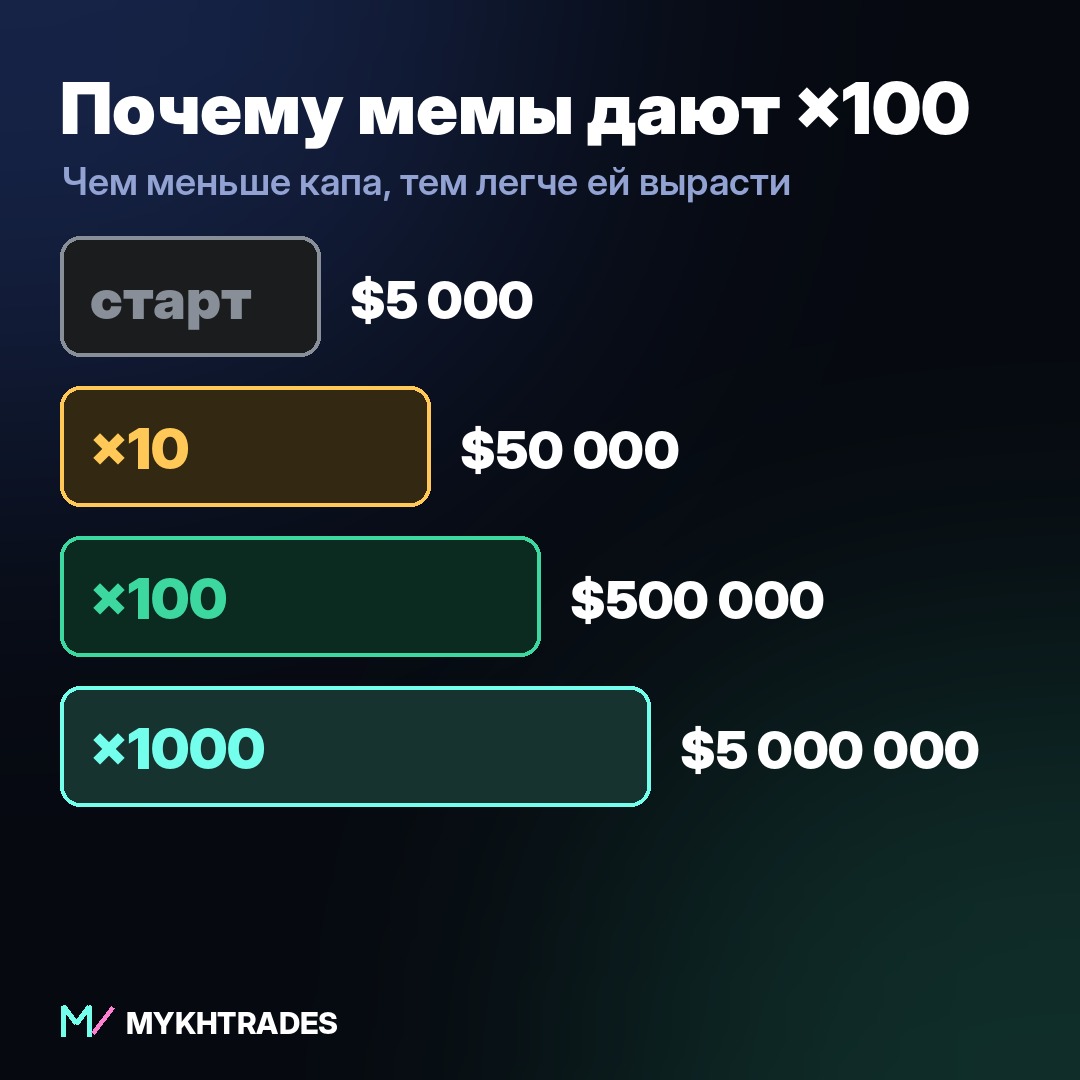 Почему мемы дают ×100
Чем меньше капа, тем легче ей вырасти
старт $5 000
×10 $50 000
×100 $500 000
×1000 $5 000 000
MYKHTRADES